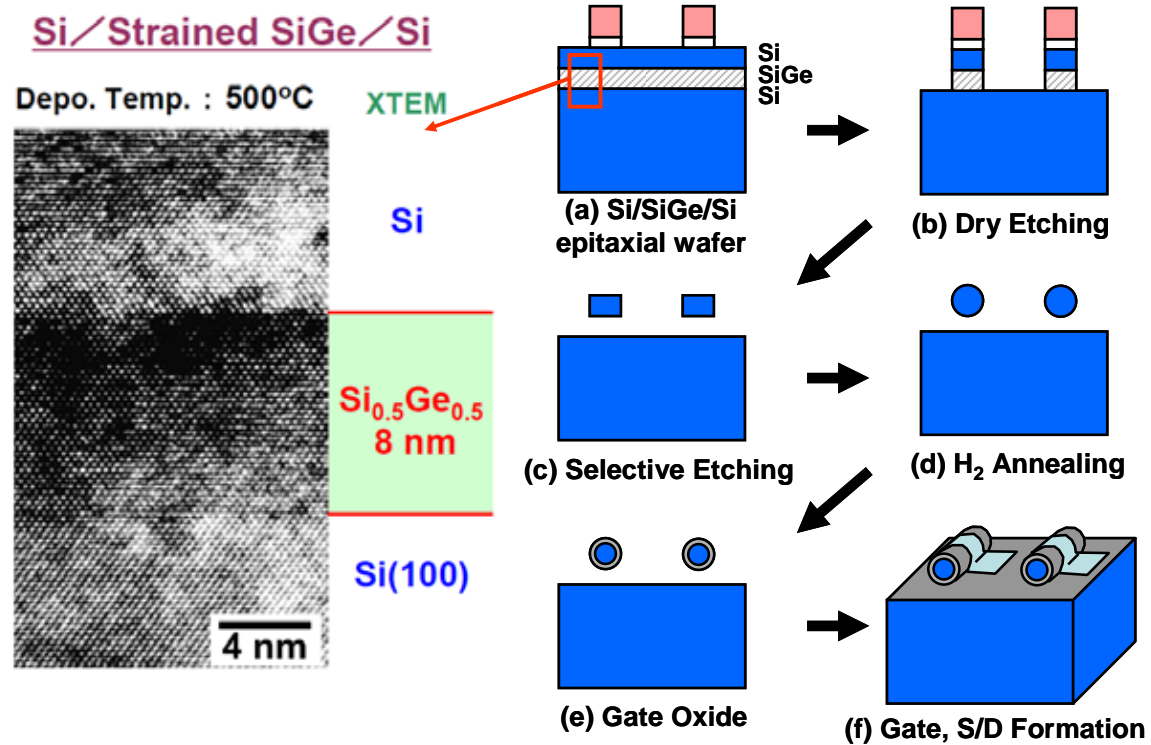 Si／Strained SiGe／Si
Depo. Temp. : 500°C
XTEM
Si
Si0.5Ge0.5
8 nm
Si(100)
4 nm
Si
SiGe
Si
(a) Si/SiGe/Si
epitaxial wafer
(b) Dry Etching
(c) Selective Etching
(d) H2 Annealing
(e) Gate Oxide
(f) Gate, S/D Formation